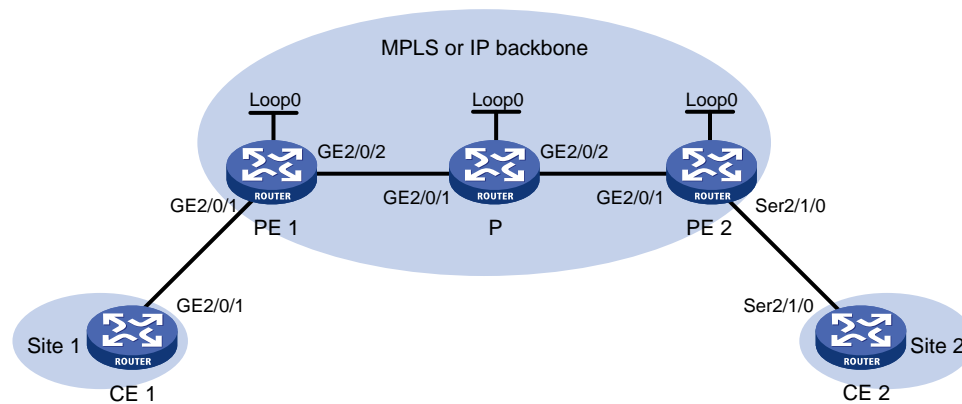 MPLS or IP backbone
Loop0 Loop0 Loop0
GE2/0/2 GE2/0/2
ROUTER ROUTER ROUTER
GE2/0/1 GE2/0/1 GE2/0/1 Ser2/1/0
PE 1 P PE 2
GE2/0/1 Ser2/1/0
Site 1 ROUTER ROUTER Site 2
CE 1 CE 2